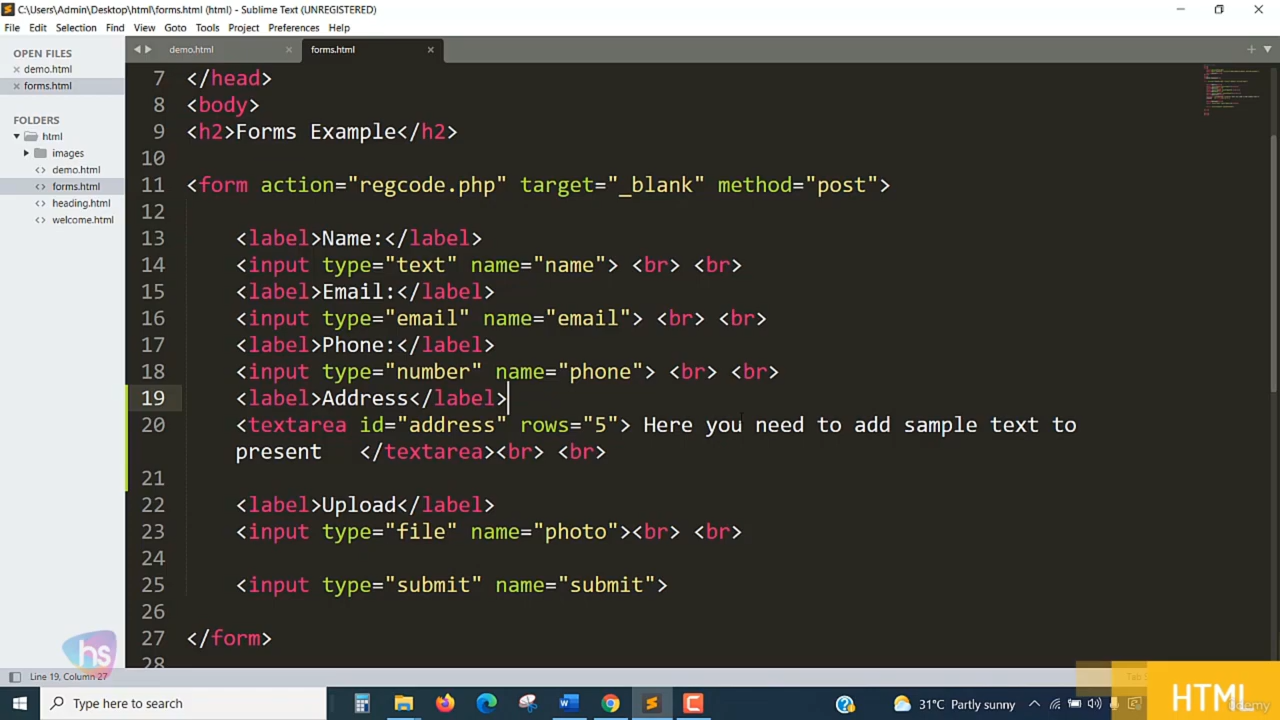 C:\Users\Admin\Desktop\html\forms.html (html) - Sublime Text (UNREGISTERED)
File Edit Selection Find View Goto Tools Project Preferences Help
OPEN FILES
demo.html
forms.html
FOLDERS
html
images
demo.html
forms.html
heading.html
welcome.html
demo.html forms.html
7 </head>
8 <body>
9 <h2>Forms Example</h2>
10
11 <form action="regcode.php" target="_blank" method="post">
12
13 <label>Name:</label>
14 <input type="text" name="name"> <br> <br>
15 <label>Email:</label>
16 <input type="email" name="email"> <br> <br>
17 <label>Phone:</label>
18 <input type="number" name="phone"> <br> <br>
19 <label>Address</label>
20 <textarea id="address" rows="5"> Here you need to add sample text to
present   </textarea><br> <br>
21
22 <label>Upload</label>
23 <input type="file" name="photo"><br> <br>
24
25 <input type="submit" name="submit">
26
27 </form>
28
hs
Line 19, Column 27
Type here to search
31°C Partly sunny
HTML